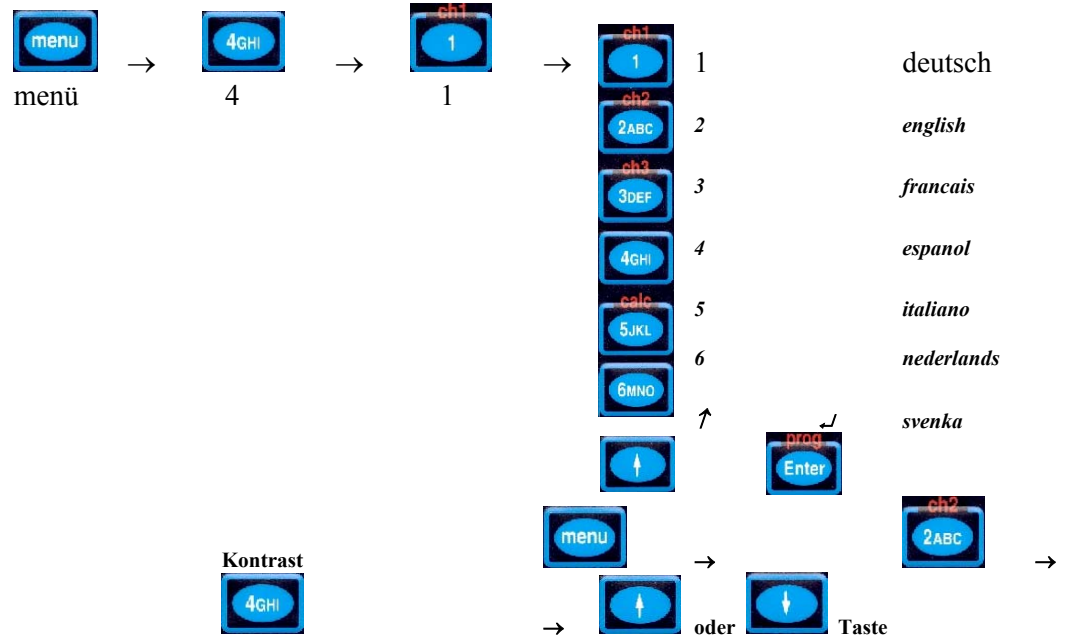 ch1
menu → 4GHI → 1 → ch1
1 1 deutsch
menü 4 1
ch2
2ABC 2 english
ch3
3DEF 3 francais
4GHI 4 espanol
calc
5JKL 5 italiano
6MNO 6 nederlands
↑ ↵ svenka
prog
↑ Enter
ch2
menu → 2ABC →
Kontrast
4GHI → ↑ oder ↓ Taste